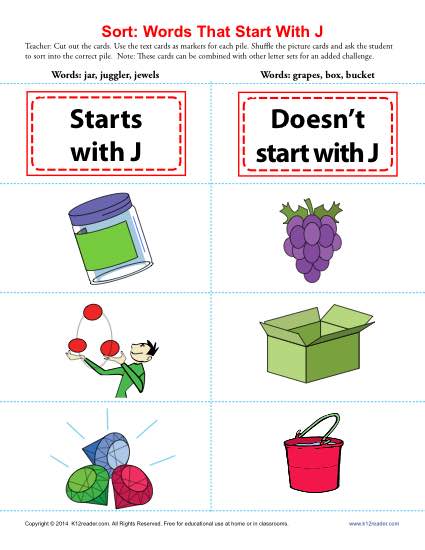 Sort: Words That Start With J
Teacher: Cut out the cards. Use the text cards as markers for each pile. Shuffle the picture cards and ask the student
to sort into the correct pile. Note: These cards can be combined with other letter sets for an added challenge.
Words: jar, juggler, jewels
Words: grapes, box, bucket
Starts
with J
Doesn't
start with J
Copyright © 2014 K12reader.com. All Rights Reserved. Free for educational use at home or in classrooms.
www.k12reader.com